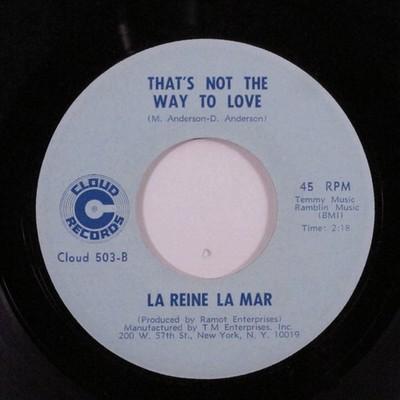 THAT'S NOT THE
WAY TO LOVE
(M. Anderson-D. Anderson)
CLOUD
C
RECORDS
Cloud 503-B
45 RPM
Temmy Music
Ramblin Music
(BMI)
Time: 2:18
LA REINE LA MAR
(Produced by Ramot Enterprises)
Manufactured by T M Enterprises, Inc.
200 W. 57th St., New York, N. Y. 10019